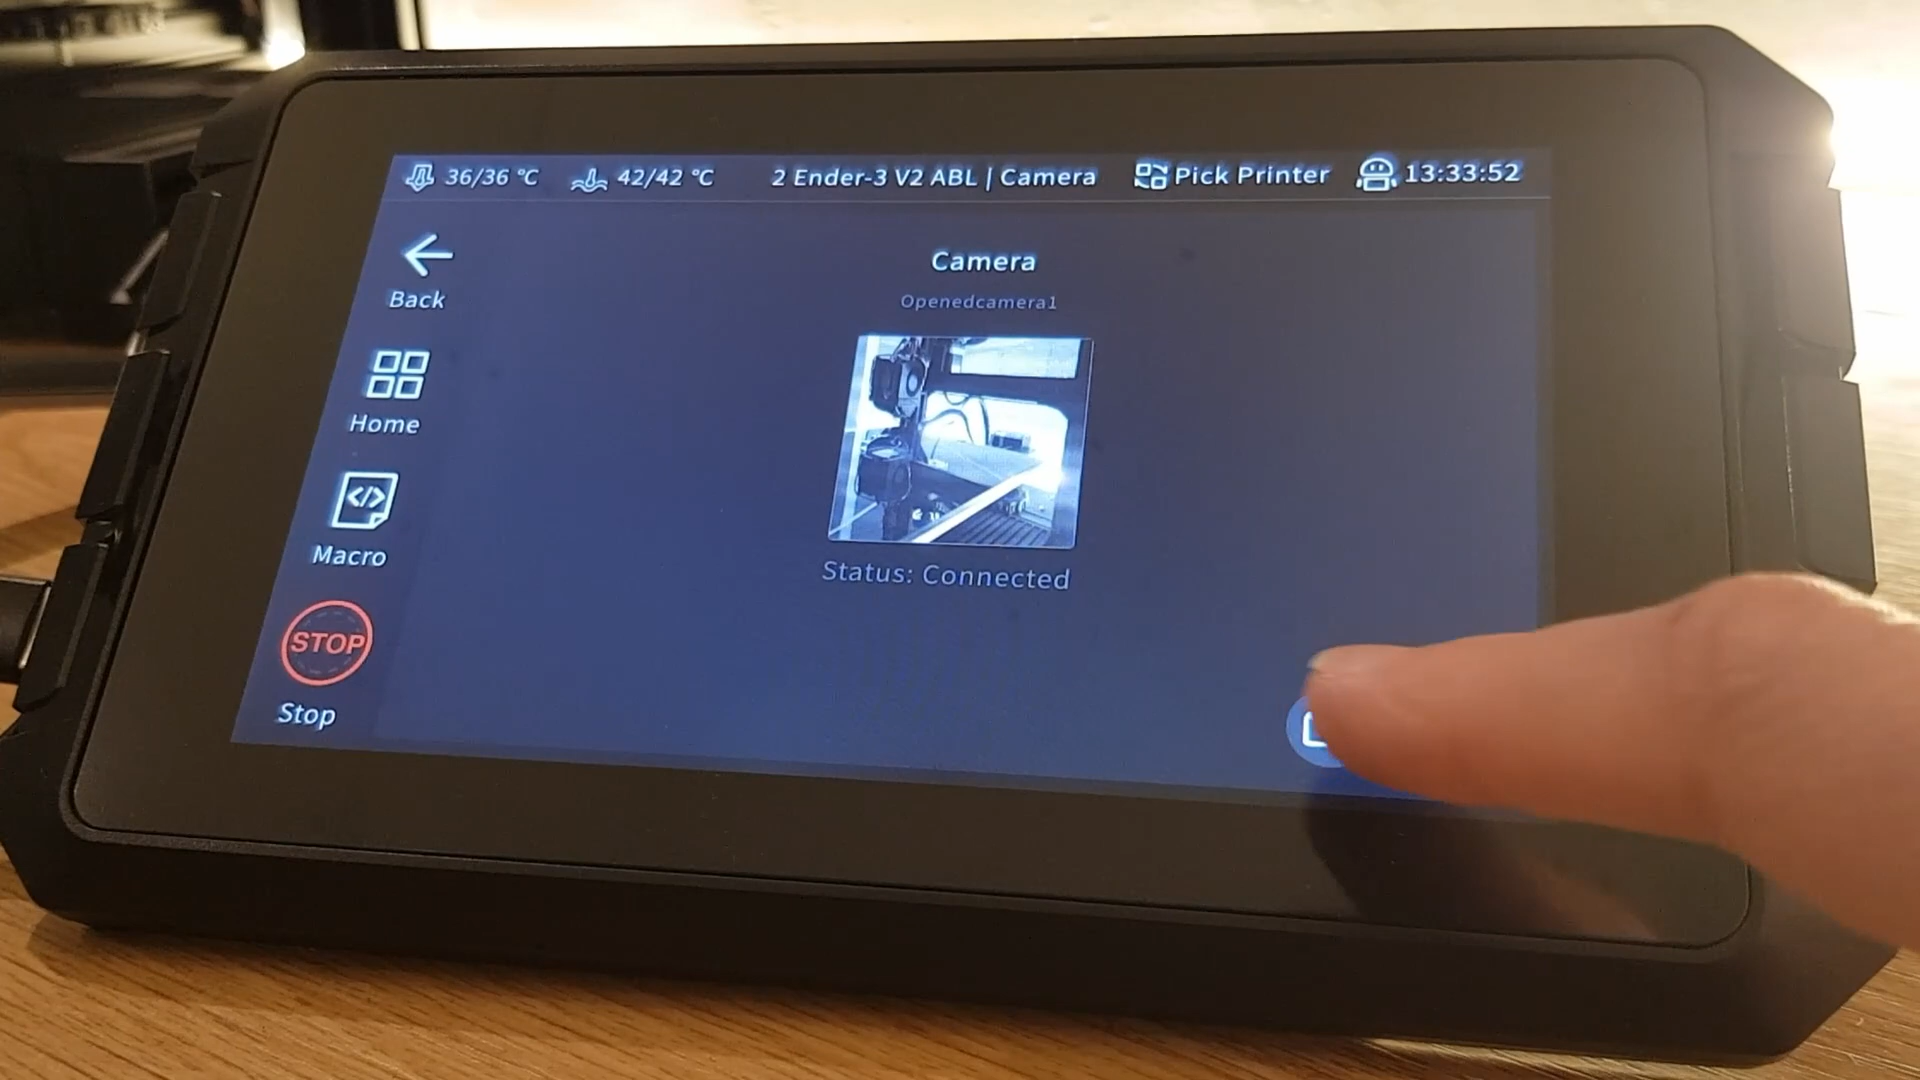 36/36 °C 42/42 °C 2 Ender-3 V2 ABL | Camera Pick Printer 13:33:52
Back
Home
Macro
STOP
Stop
Camera
Openedcamera1
Status: Connected